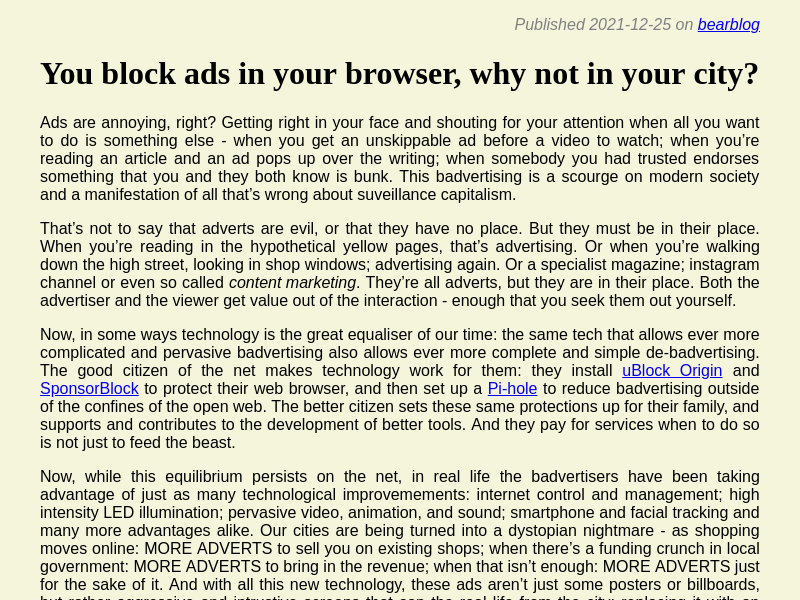 Published 2021-12-25 on bearblog
You block ads in your browser, why not in your city?
Ads are annoying, right? Getting right in your face and shouting for your attention when all you want
to do is something else - when you get an unskippable ad before a video to watch; when you’re
reading an article and an ad pops up over the writing; when somebody you had trusted endorses
something that you and they both know is bunk. This badvertising is a scourge on modern society
and a manifestation of all that’s wrong about suveillance capitalism.
That’s not to say that adverts are evil, or that they have no place. But they must be in their place.
When you’re reading in the hypothetical yellow pages, that’s advertising. Or when you’re walking
down the high street, looking in shop windows; advertising again. Or a specialist magazine; instagram
channel or even so called content marketing. They’re all adverts, but they are in their place. Both the
advertiser and the viewer get value out of the interaction - enough that you seek them out yourself.
Now, in some ways technology is the great equaliser of our time: the same tech that allows ever more
complicated and pervasive badvertising also allows ever more complete and simple de-badvertising.
The good citizen of the net makes technology work for them: they install uBlock Origin and
SponsorBlock to protect their web browser, and then set up a Pi-hole to reduce badvertising outside
of the confines of the open web. The better citizen sets these same protections up for their family, and
supports and contributes to the development of better tools. And they pay for services when to do so
is not just to feed the beast.
Now, while this equilibrium persists on the net, in real life the badvertisers have been taking
advantage of just as many technological improvemements: internet control and management; high
intensity LED illumination; pervasive video, animation, and sound; smartphone and facial tracking and
many more advantages alike. Our cities are being turned into a dystopian nightmare - as shopping
moves online: MORE ADVERTS to sell you on existing shops; when there’s a funding crunch in local
government: MORE ADVERTS to bring in the revenue; when that isn’t enough: MORE ADVERTS just
for the sake of it. And with all this new technology, these ads aren’t just some posters or billboards,